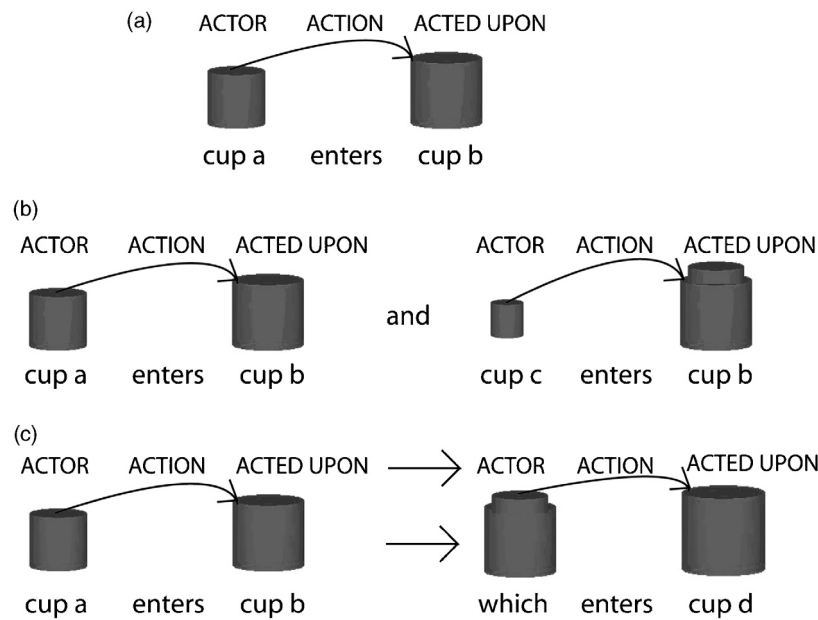 (a)
ACTOR ACTION ACTED UPON
cup a enters cup b
(b)
ACTOR ACTION ACTED UPON ACTOR ACTION ACTED UPON
and
cup a enters cup b cup c enters cup b
(c)
ACTOR ACTION ACTED UPON ACTOR ACTION ACTED UPON
cup a enters cup b which enters cup d